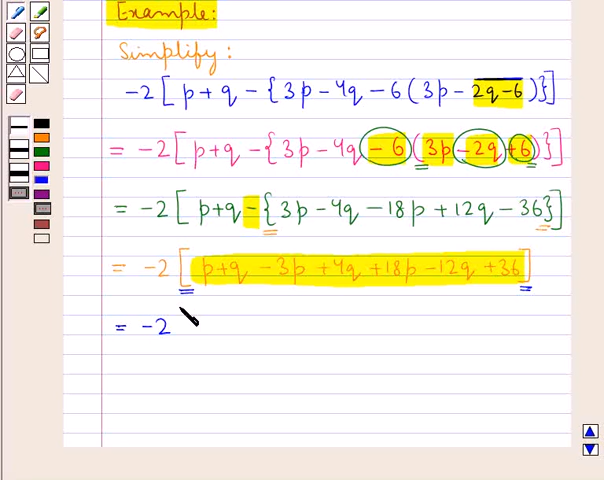 Example:
Simplify:
-2[p+q-{3p-4q-6(3p-2q-6)}]
= -2[p+q-{3p-4q-6(3p-2q+6)}]
= -2[p+q-{3p-4q-18p+12q-36}]
= -2[p+q-3p+4q+18p-12q+36]
= -2